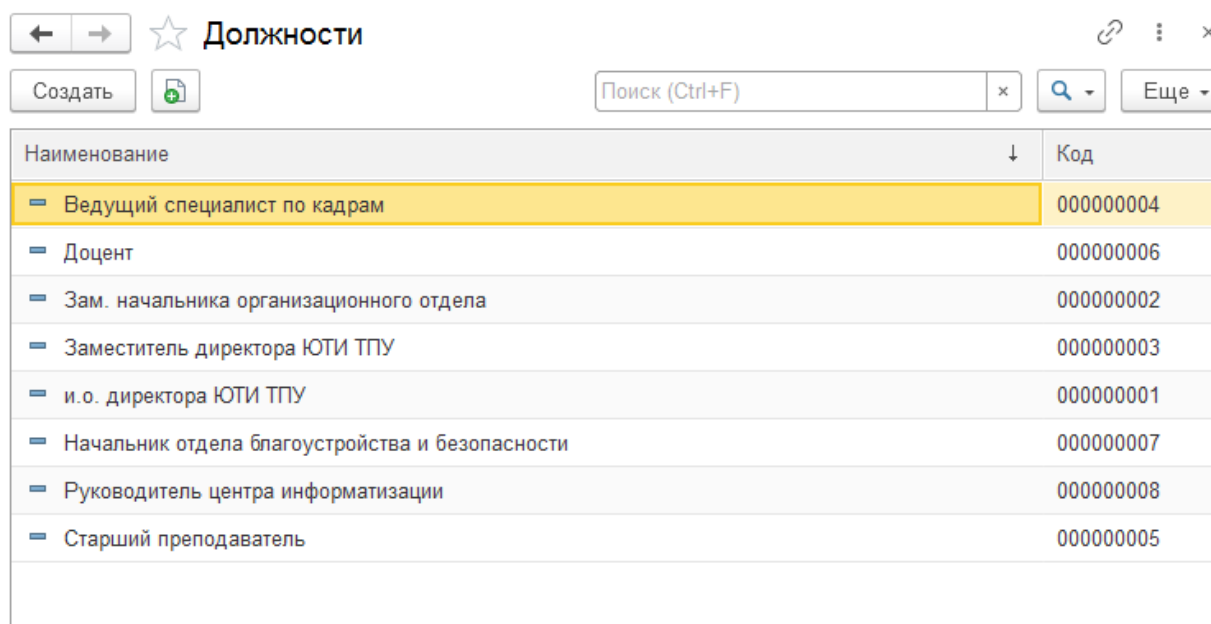 Должности
Создать Поиск (Ctrl+F) × Еще
Наименование ↓ Код
Ведущий специалист по кадрам 000000004
Доцент 000000006
Зам. начальника организационного отдела 000000002
Заместитель директора ЮТИ ТПУ 000000003
и.о. директора ЮТИ ТПУ 000000001
Начальник отдела благоустройства и безопасности 000000007
Руководитель центра информатизации 000000008
Старший преподаватель 000000005